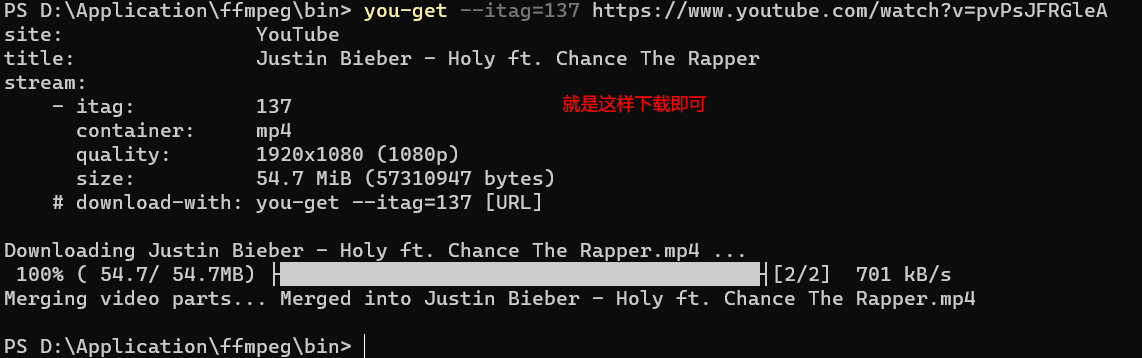 PS D:\Application\ffmpeg\bin> you-get --itag=137 https://www.youtube.com/watch?v=pvPsJFRGleA
site:                YouTube
title:               Justin Bieber - Holy ft. Chance The Rapper
stream:
    - itag:          137
就是这样下载即可
      container:     mp4
      quality:       1920x1080 (1080p)
      size:          54.7 MiB (57310947 bytes)
    # download-with: you-get --itag=137 [URL]
Downloading Justin Bieber - Holy ft. Chance The Rapper.mp4 ...
 100% ( 54.7/ 54.7MB) [2/2]  701 kB/s
Merging video parts... Merged into Justin Bieber - Holy ft. Chance The Rapper.mp4
PS D:\Application\ffmpeg\bin>